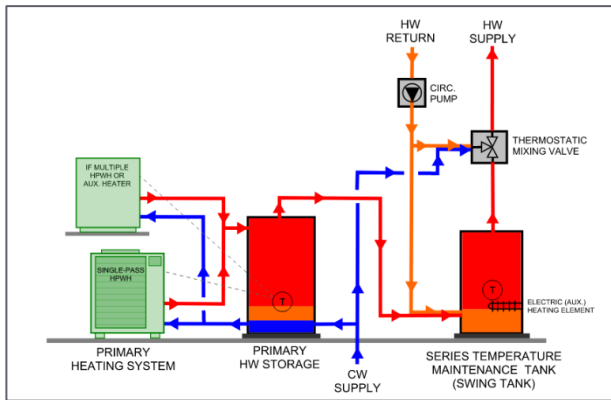 HW
RETURN
HW
SUPPLY
CIRC.
PUMP
THERMOSTATIC
MIXING VALVE
IF MULTIPLE
HPWH OR
AUX. HEATER
SINGLE-PASS
HPWH
T
T
ELECTRIC (AUX.)
HEATING ELEMENT
PRIMARY
HEATING SYSTEM
PRIMARY
HW STORAGE
CW
SUPPLY
SERIES TEMPERATURE
MAINTENANCE TANK
(SWING TANK)